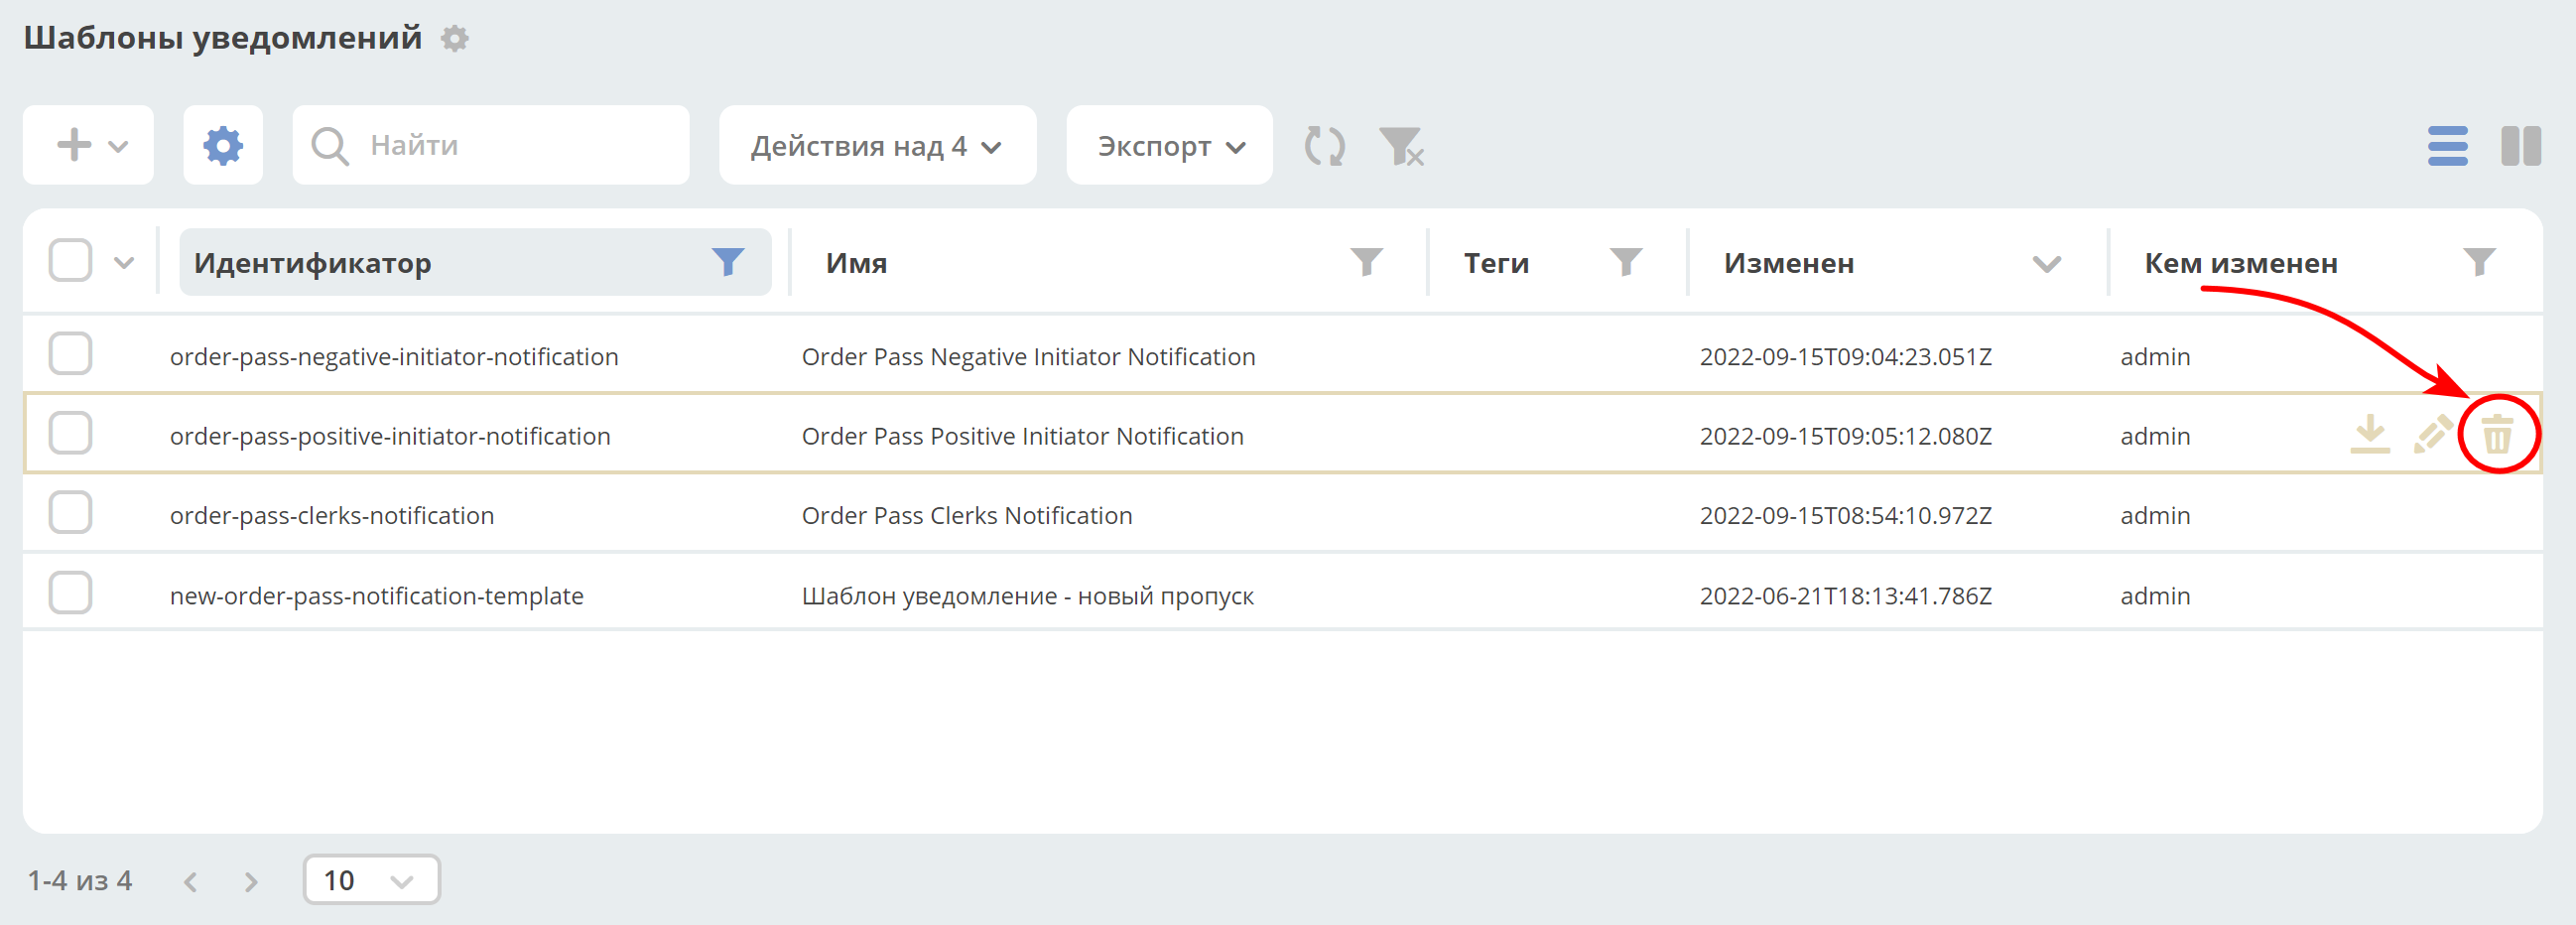 Шаблоны уведомлений
Найти
Действия над 4
Экспорт
Идентификатор Имя Теги Изменен Кем изменен
order-pass-negative-initiator-notification Order Pass Negative Initiator Notification 2022-09-15T09:04:23.051Z admin
order-pass-positive-initiator-notification Order Pass Positive Initiator Notification 2022-09-15T09:05:12.080Z admin
order-pass-clerks-notification Order Pass Clerks Notification 2022-09-15T08:54:10.972Z admin
new-order-pass-notification-template Шаблон уведомление - новый пропуск 2022-06-21T18:13:41.786Z admin
1-4 из 4 10